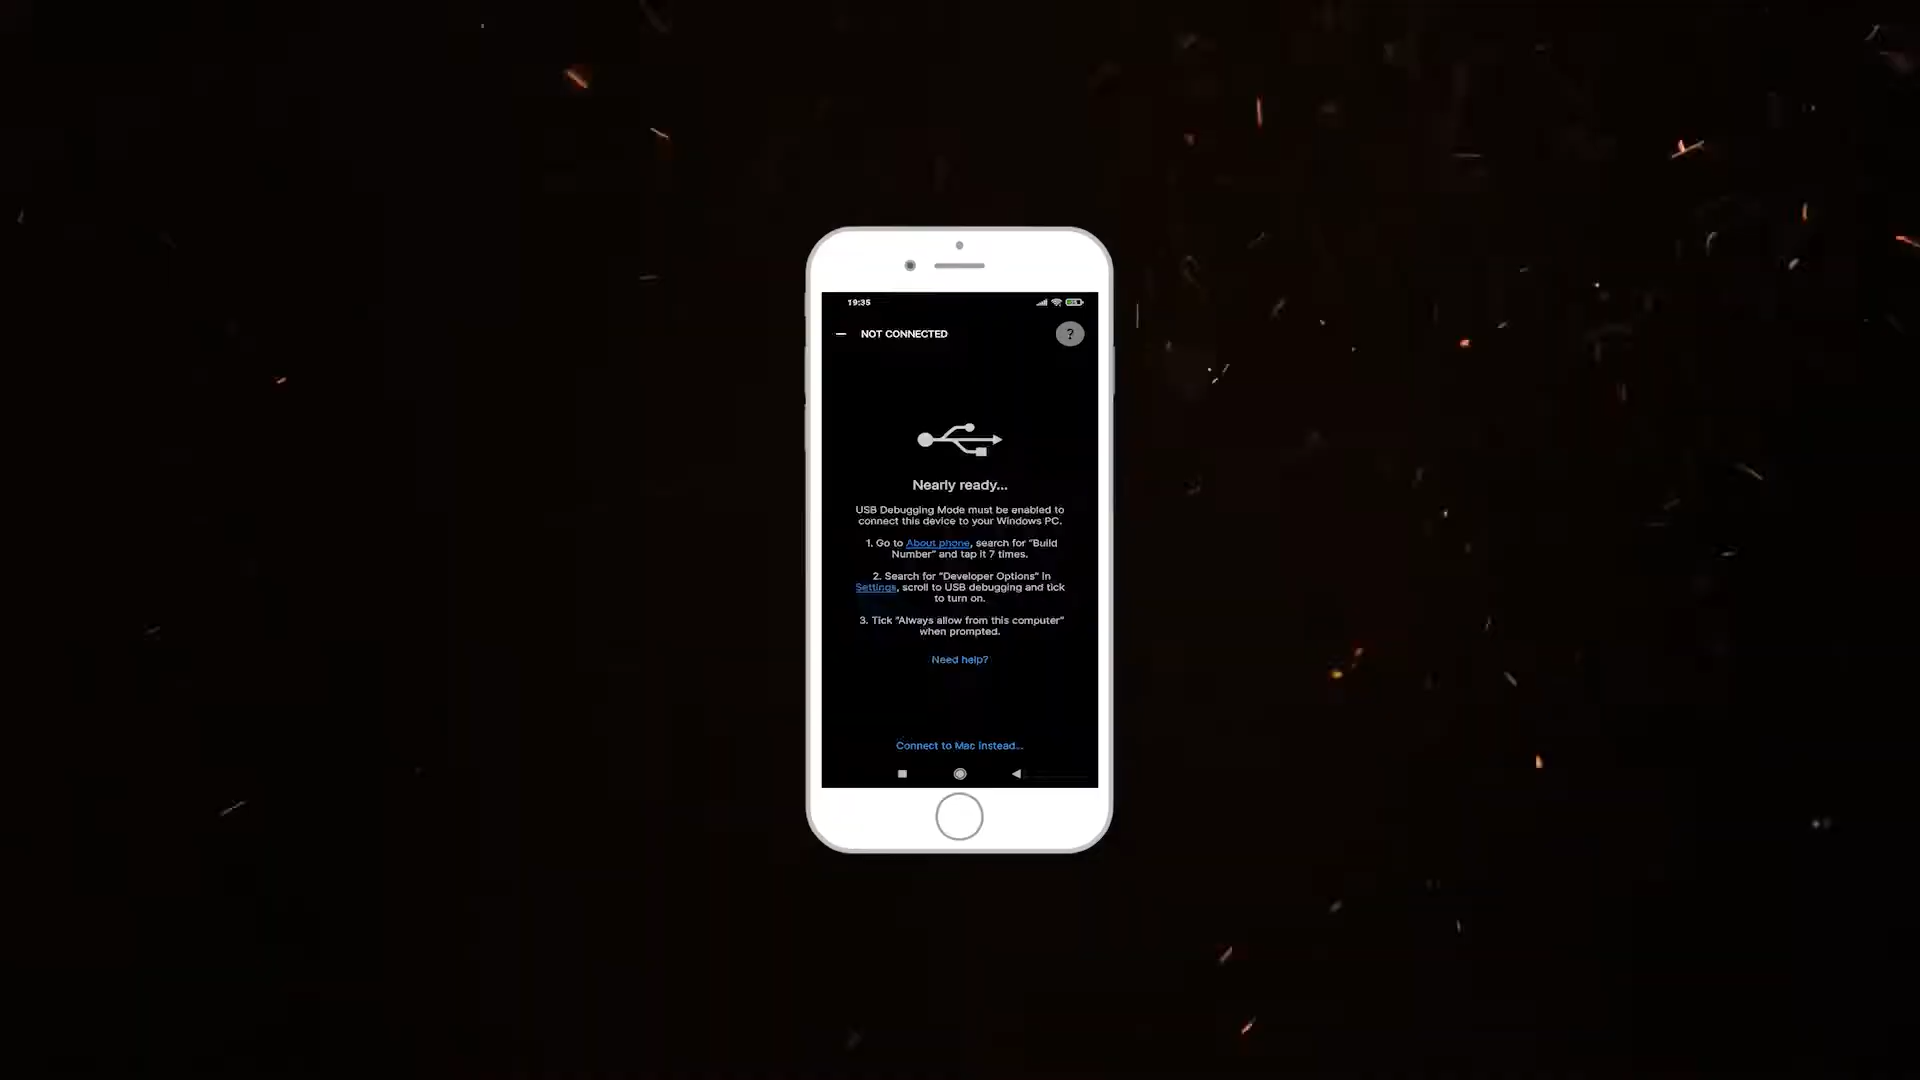 19:35
NOT CONNECTED
?
Nearly ready...
USB Debugging Mode must be enabled to
connect this device to your Windows PC.
1. Go to About phone, search for "Build
Number" and tap it 7 times.
2. Search for "Developer Options" in
Settings, scroll to USB debugging and tick
to turn on.
3. Tick "Always allow from this computer"
when prompted.
Need help?
Connect to Mac instead...